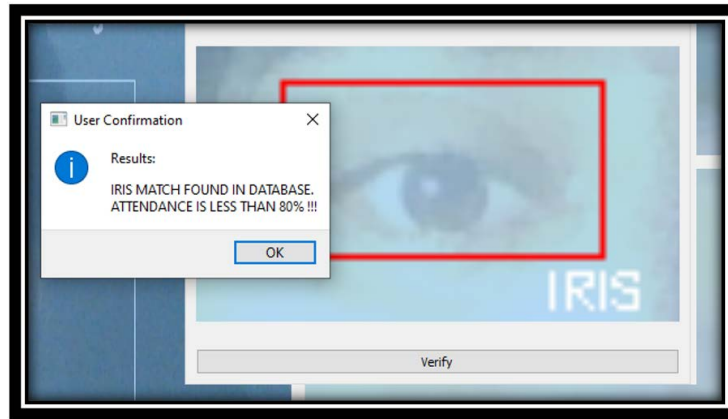 User Confirmation
Results:
IRIS MATCH FOUND IN DATABASE.
ATTENDANCE IS LESS THAN 80% !!!
OK
IRIS
Verify